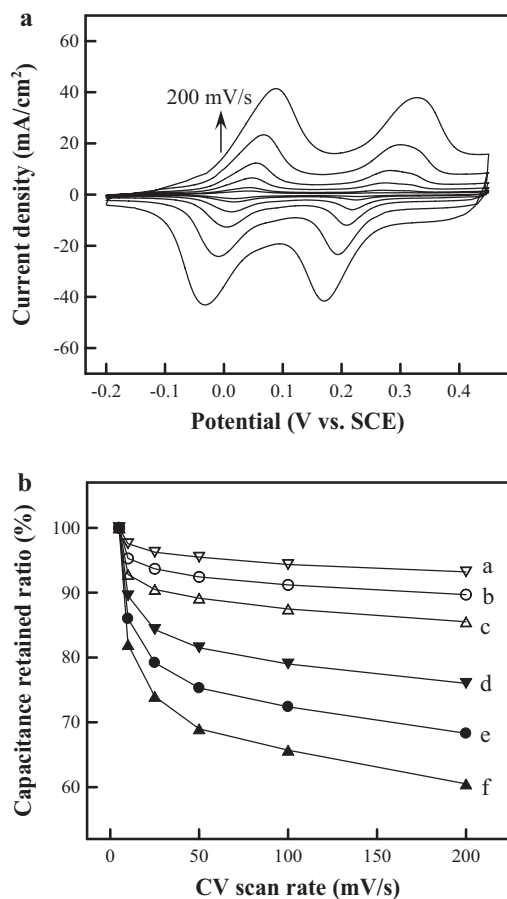 a
60
40
20
0
-20
-40
-60
Current density (mA/cm²)
200 mV/s
-0.2 -0.1 0.0 0.1 0.2 0.3 0.4
Potential (V vs. SCE)
b
100
90
80
70
60
Capacitance retained ratio (%)
a
b
c
d
e
f
0 50 100 150 200
CV scan rate (mV/s)